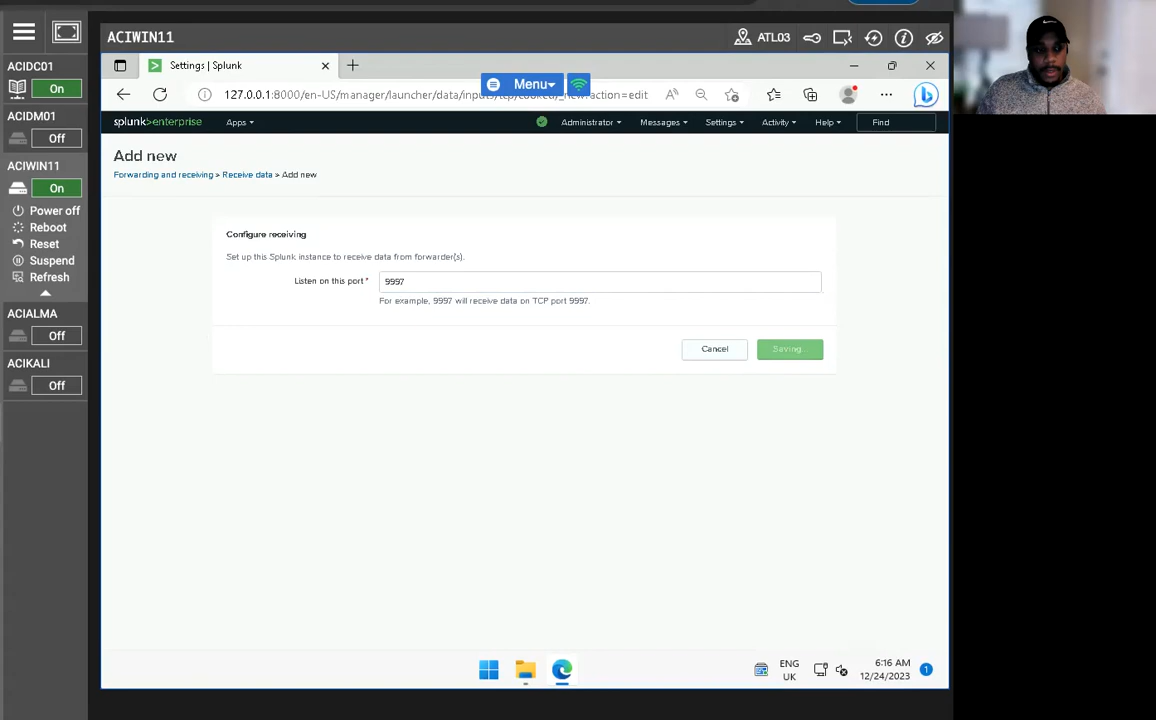 ACIWIN11
ATL03
ACIDC01
On
ACIDM01
Off
ACIWIN11
On
Power off
Reboot
Reset
Suspend
Refresh
ACIALMA
Off
ACIKALI
Off
Settings | Splunk
Menu
127.0.0.1:8000/en-US/manager/launcher/data/inputs/tcp/cooked/_new?action=edit
splunk>enterprise Apps Administrator Messages Settings Activity Help Find
Add new
Forwarding and receiving > Receive data > Add new
Configure receiving
Set up this Splunk instance to receive data from forwarder(s).
Listen on this port * 9997
For example, 9997 will receive data on TCP port 9997.
Cancel Saving...
ENG
UK
6:16 AM
12/24/2023
1